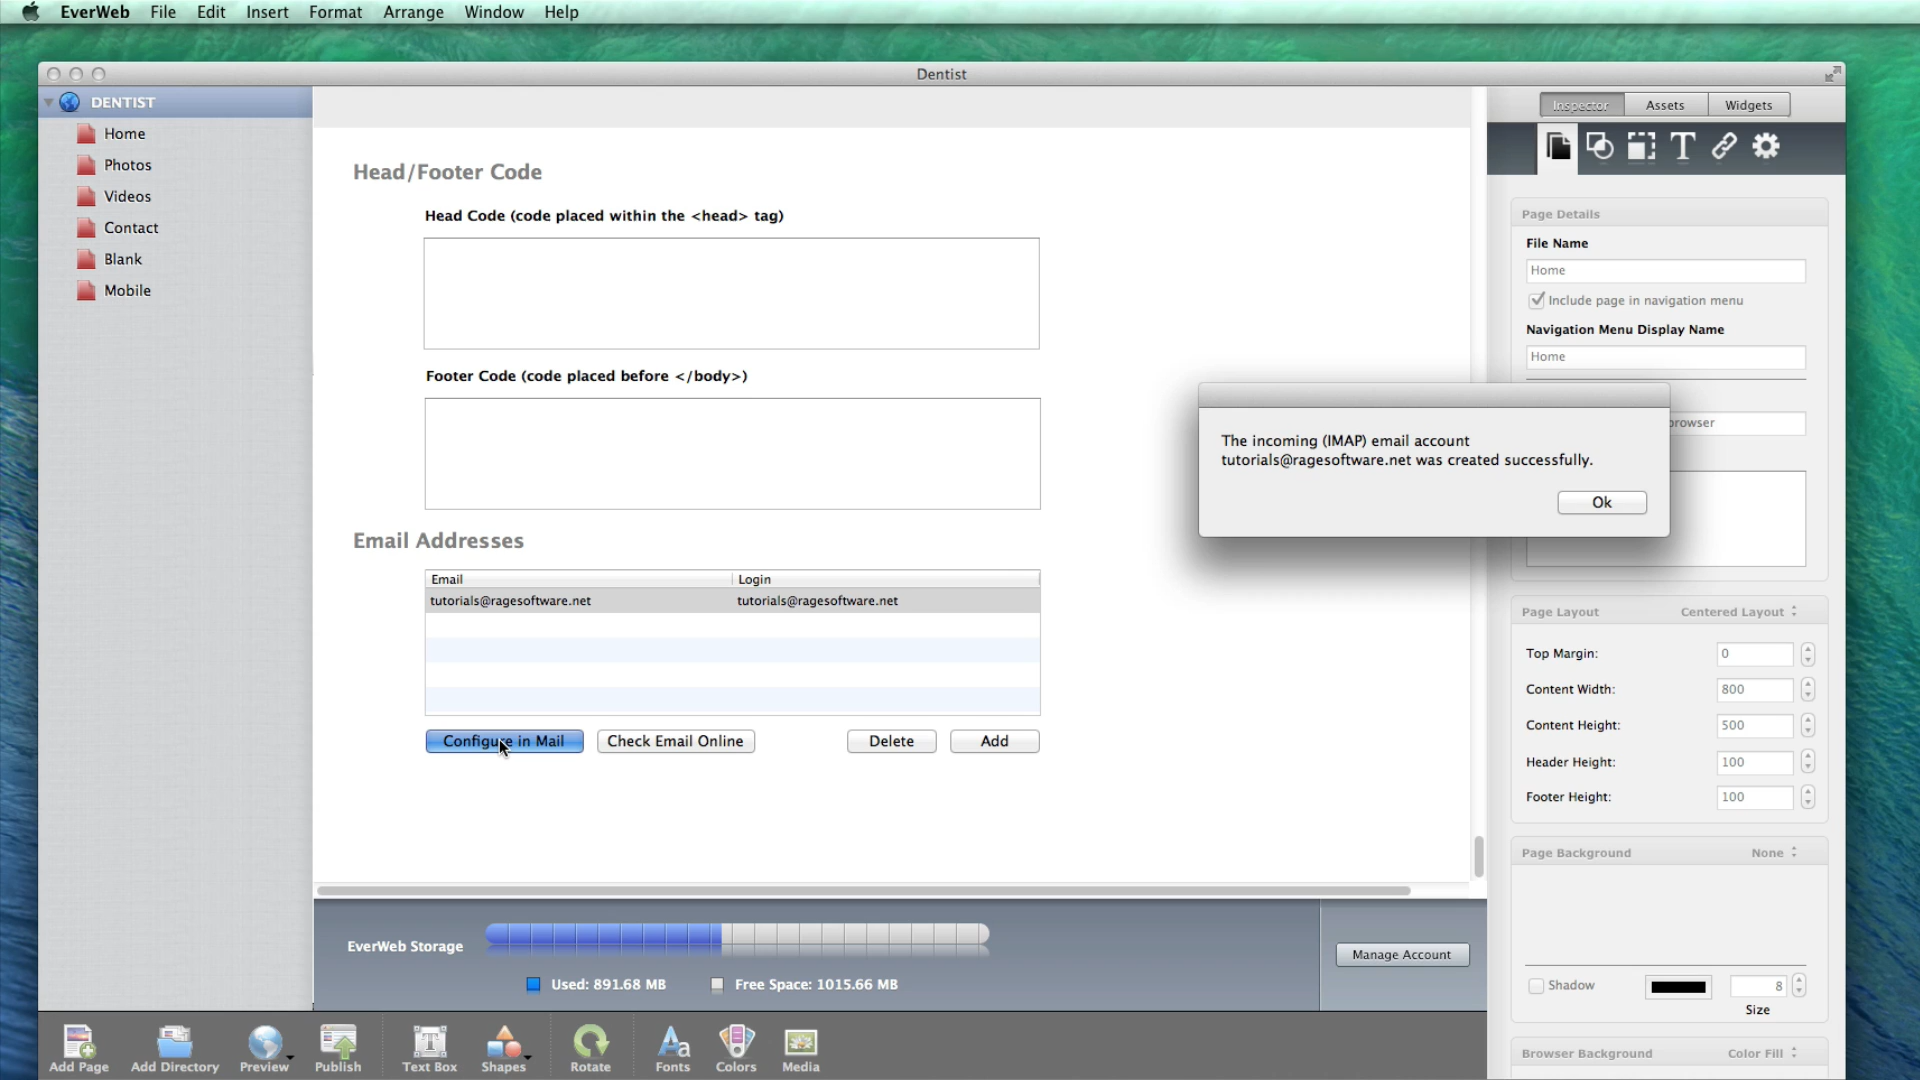 EverWeb File Edit Insert Format Arrange Window Help
Dentist
DENTIST
Home
Photos
Videos
Contact
Blank
Mobile
Head/Footer Code
Head Code (code placed within the <head> tag)
Footer Code (code placed before </body>)
Email Addresses
Email Login
tutorials@ragesoftware.net tutorials@ragesoftware.net
Configure in Mail Check Email Online Delete Add
The incoming (IMAP) email account
tutorials@ragesoftware.net was created successfully.
Ok
Inspector Assets Widgets
T
Page Details
File Name
Home
Include page in navigation menu
Navigation Menu Display Name
Home
browser
Page Layout Centered Layout
Top Margin: 0
Content Width: 800
Content Height: 500
Header Height: 100
Footer Height: 100
Page Background None
Shadow 8
Size
Browser Background Color Fill
EverWeb Storage
Used: 891.68 MB Free Space: 1015.66 MB
Manage Account
Add Page Add Directory Preview Publish Text Box Shapes Rotate Fonts Colors Media